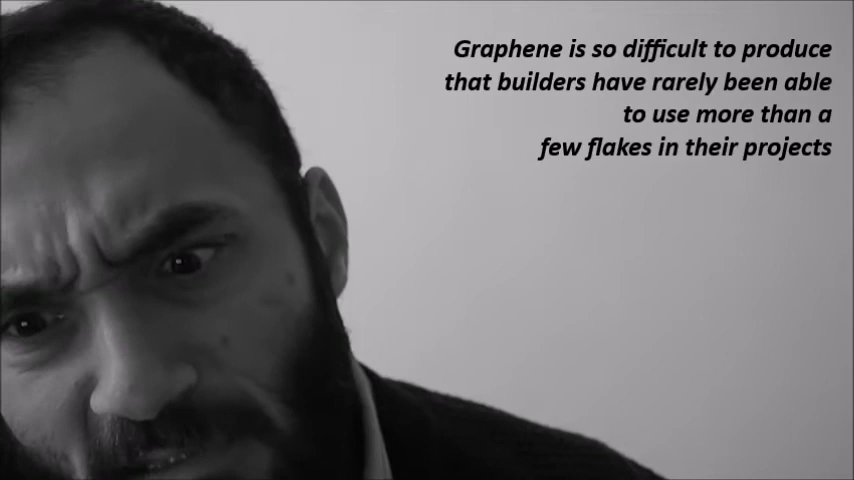 Graphene is so difficult to produce
that builders have rarely been able
to use more than a
few flakes in their projects